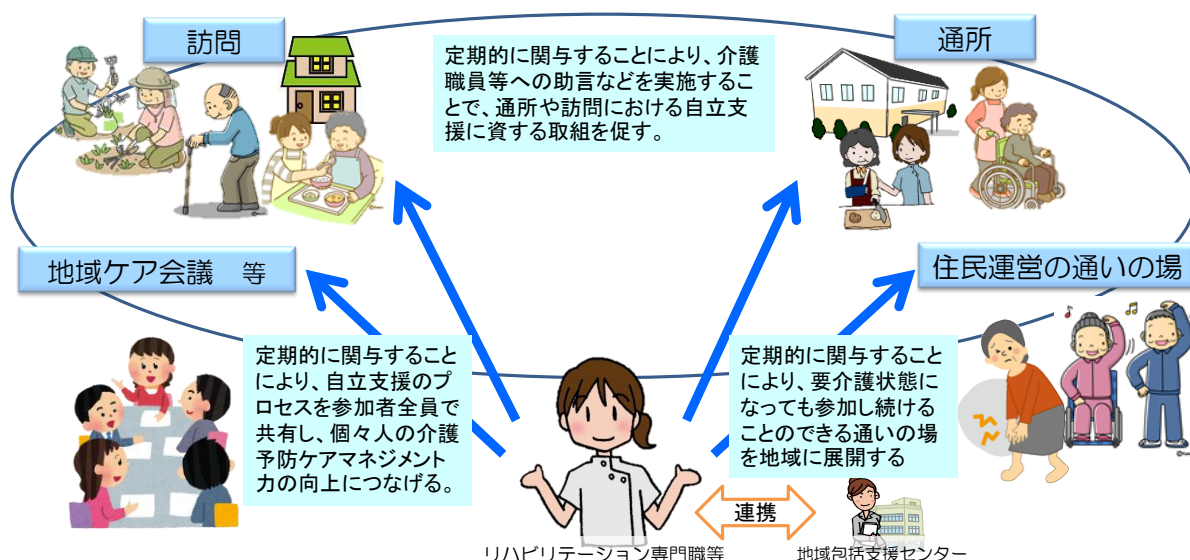 訪問
定期的に関与することにより、介護
職員等への助言などを実施するこ
とで、通所や訪問における自立支
援に資する取組を促す。
通所
地域ケア会議　等
住民運営の通いの場
定期的に関与すること
により、自立支援のプ
ロセスを参加者全員で
共有し、個々人の介護
予防ケアマネジメント
力の向上につなげる。
定期的に関与すること
により、要介護状態に
なっても参加し続ける
ことのできる通いの場
を地域に展開する
連携
リハビリテーション専門職等
地域包括支援センター